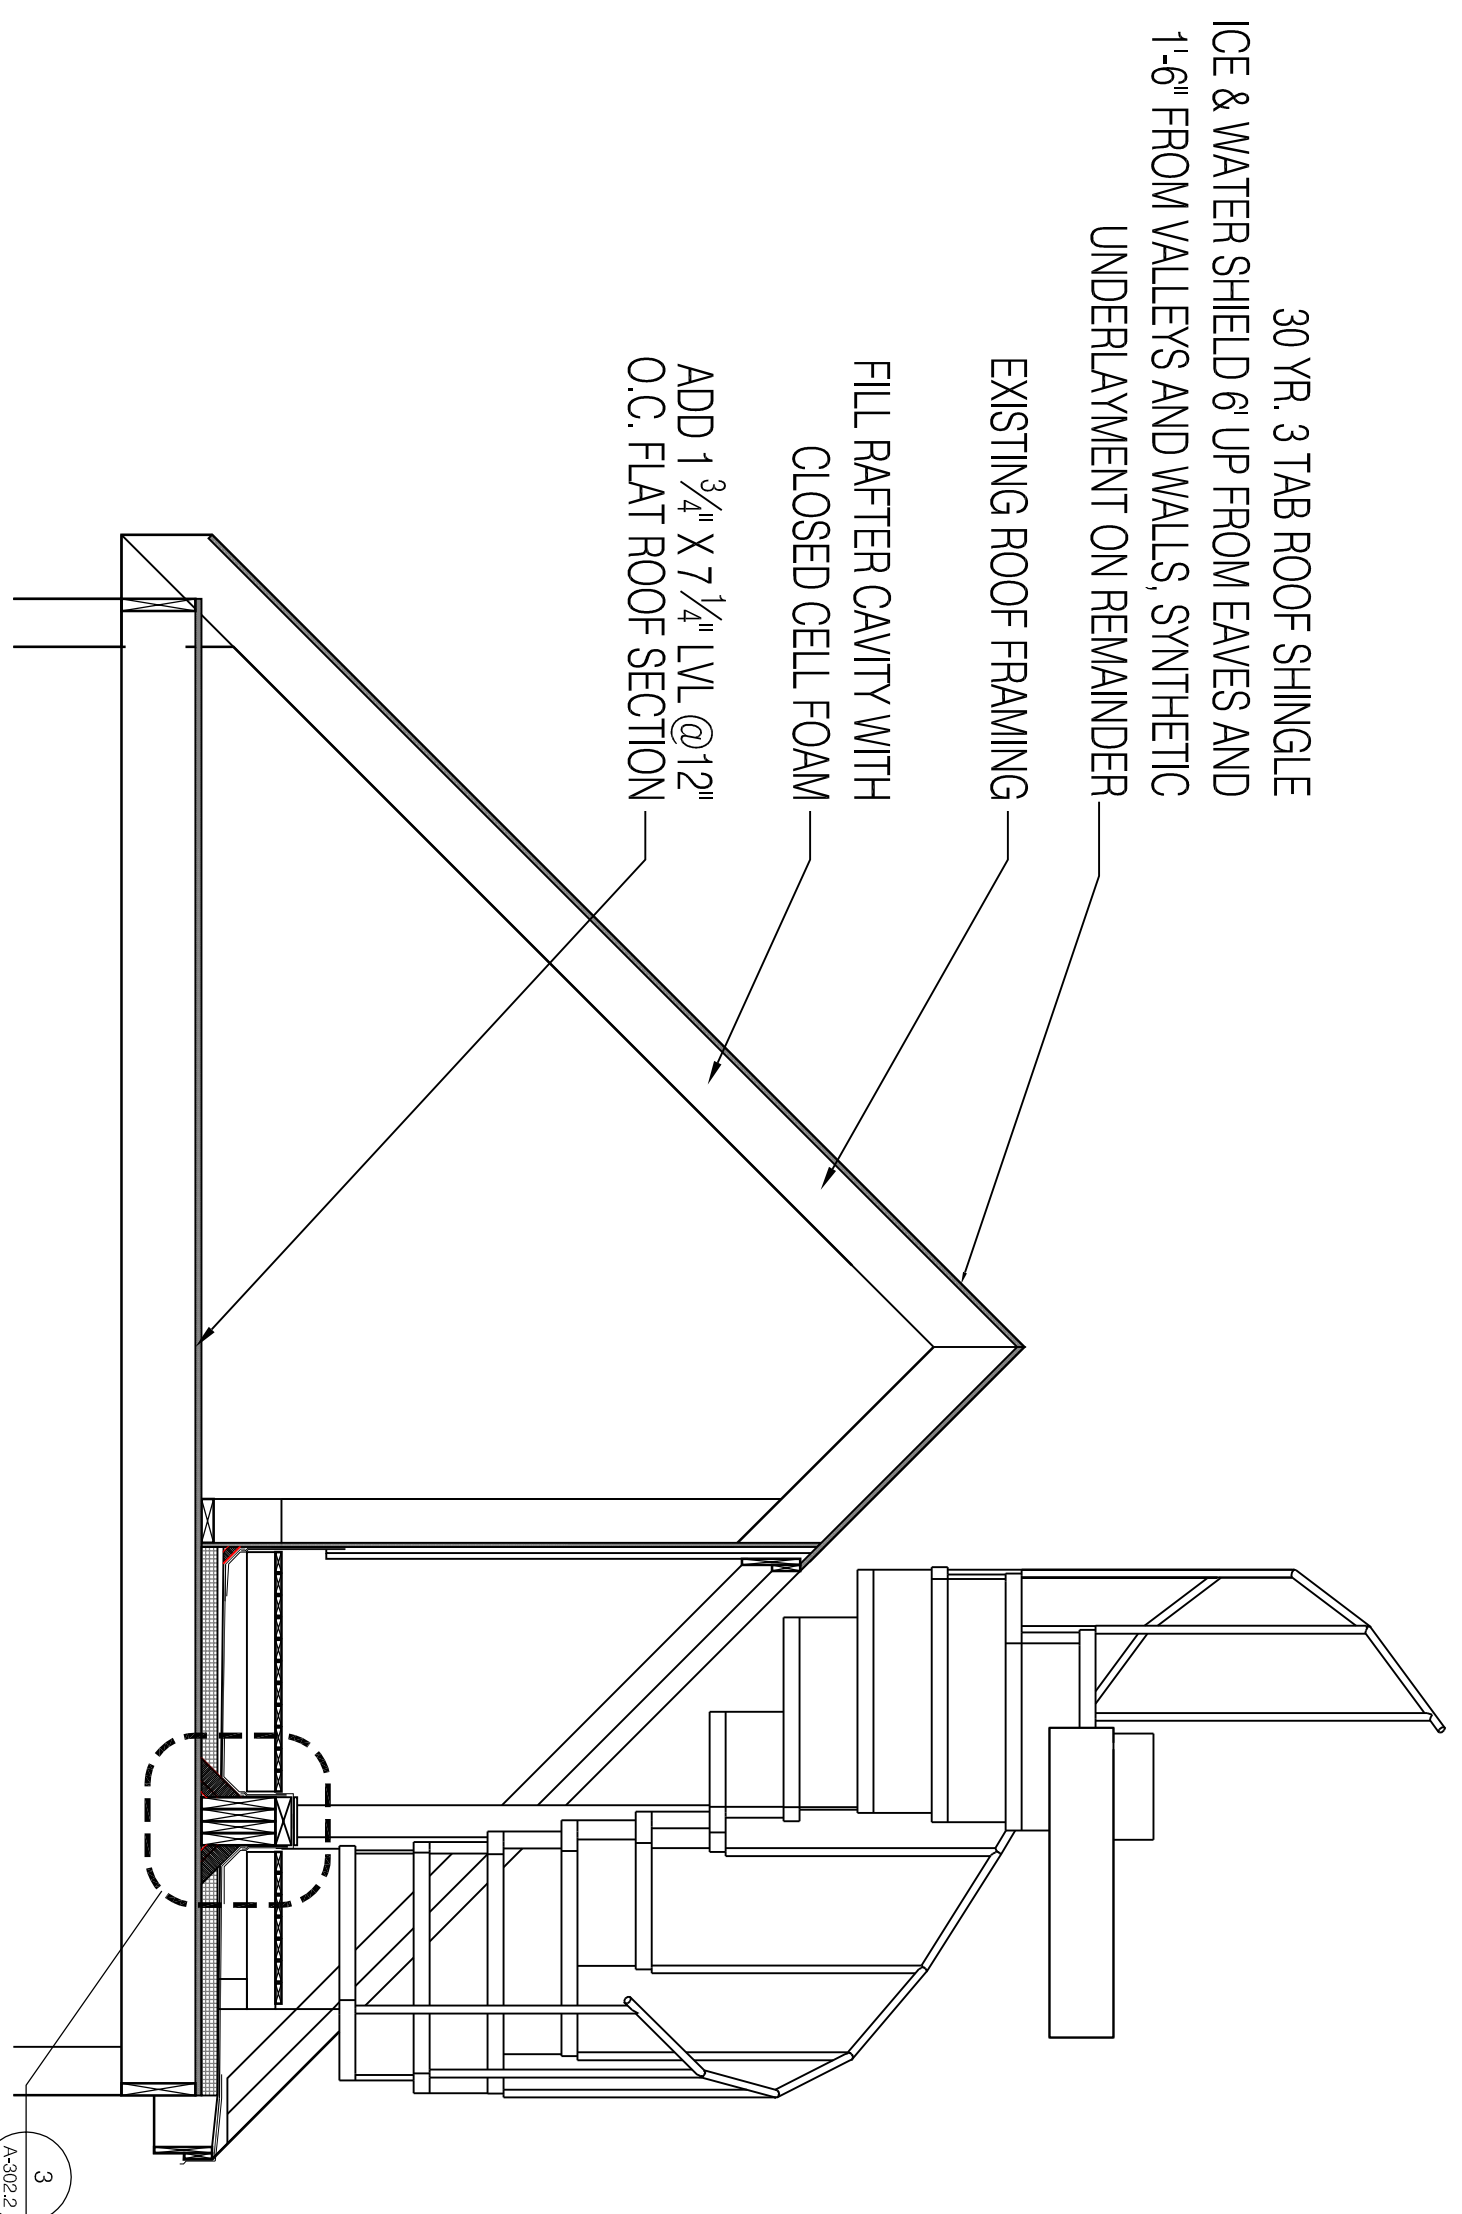 30 YR. 3 TAB ROOF SHINGLE
ICE & WATER SHIELD 6' UP FROM EAVES AND
1'-6" FROM VALLEYS AND WALLS, SYNTHETIC
UNDERLAYMENT ON REMAINDER
EXISTING ROOF FRAMING
FILL RAFTER CAVITY WITH
CLOSED CELL FOAM
ADD 1 3/4" X 7 1/4" LVL @12"
O.C. FLAT ROOF SECTION
3
A-302.2